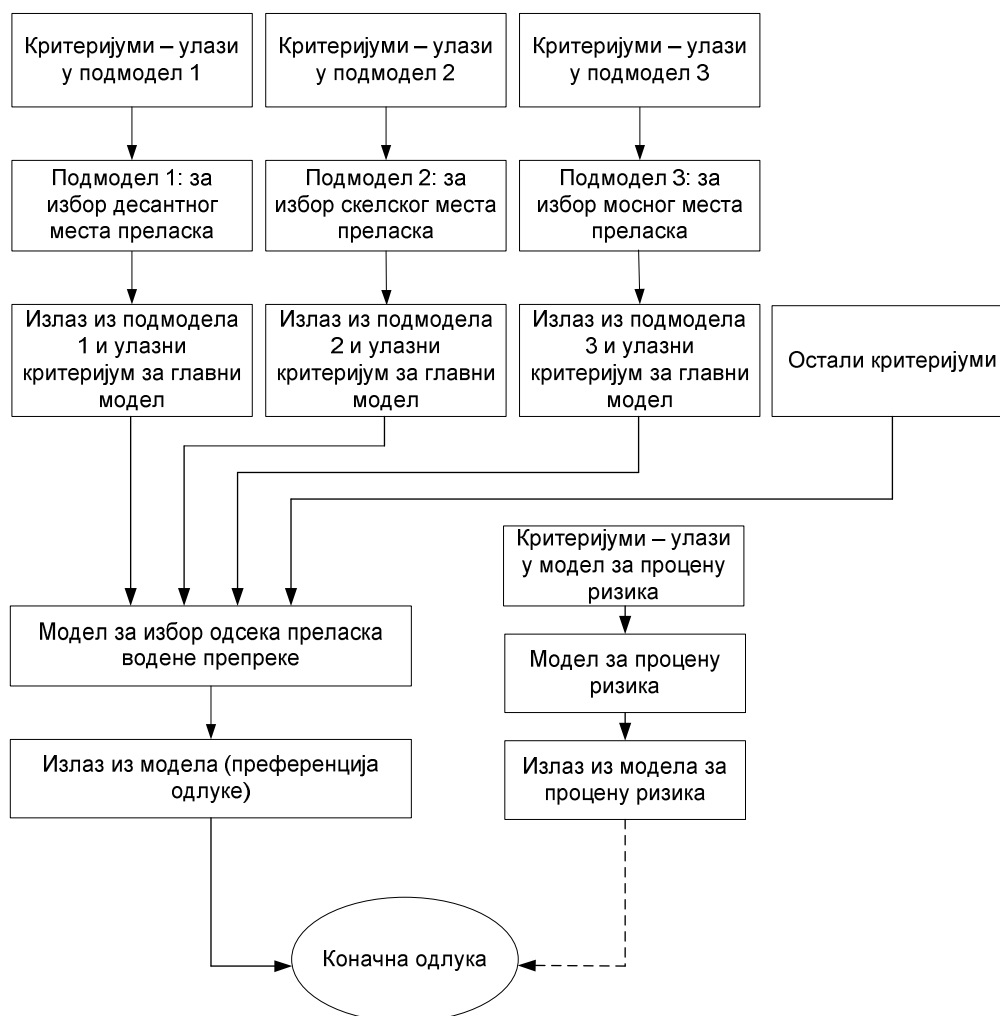 Критеријуми – улази
у подмодел 1
Критеријуми – улази
у подмодел 2
Критеријуми – улази
у подмодел 3
Подмодел 1: за
избор десантног
места преласка
Подмодел 2: за
избор скелског места
преласка
Подмодел 3: за
избор мосног места
преласка
Излаз из подмодела
1 и улазни
критеријум за главни
модел
Излаз из подмодела
2 и улазни
критеријум за главни
модел
Излаз из подмодела
3 и улазни
критеријум за главни
модел
Остали критеријуми
Критеријуми – улази
у модел за процену
ризика
Модел за избор одсека преласка
водене препреке
Модел за процену
ризика
Излаз из модела (преференција
одлуке)
Излаз из модела за
процену ризика
Коначна одлука